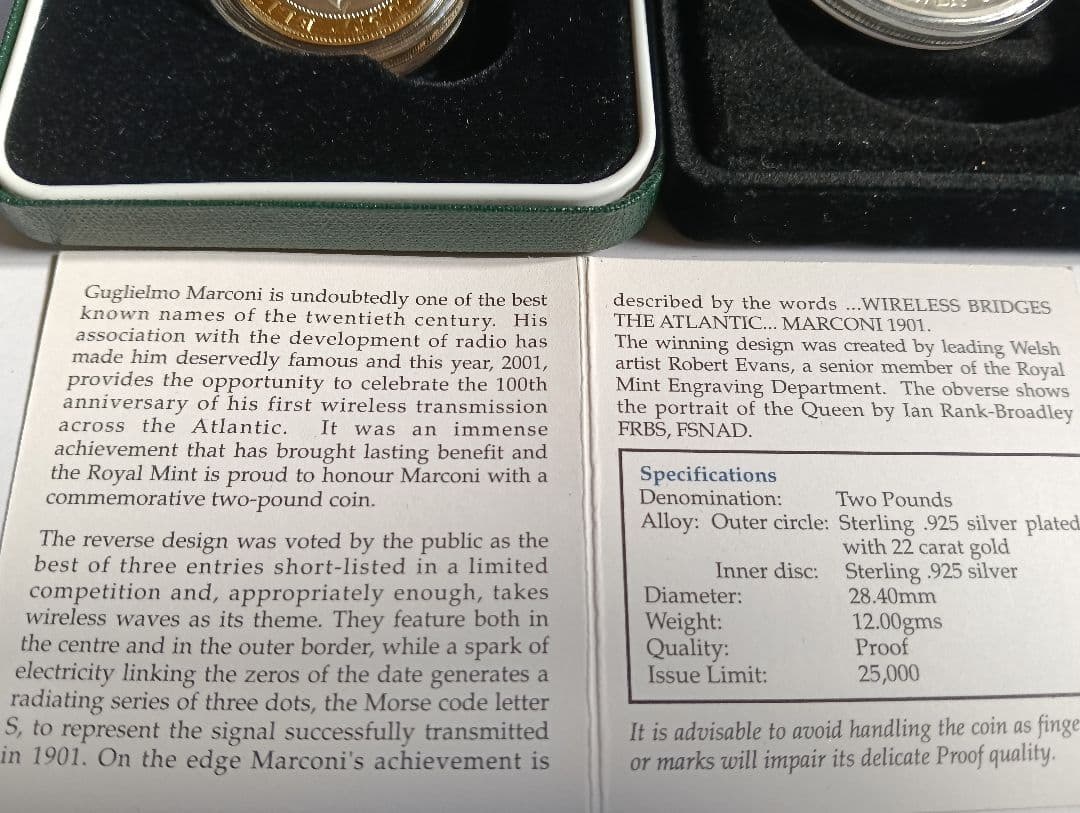 Guglielmo Marconi is undoubtedly one of the best
known names of the twentieth century. His
association with the development of radio has
made him deservedly famous and this year, 2001,
provides the opportunity to celebrate the 100th
anniversary of his first wireless transmission
across the Atlantic. It was an immense
achievement that has brought lasting benefit and
the Royal Mint is proud to honour Marconi with a
commemorative two-pound coin.
The reverse design was voted by the public as the
best of three entries short-listed in a limited
competition and, appropriately enough, takes
wireless waves as its theme. They feature both in
the centre and in the outer border, while a spark of
electricity linking the zeros of the date generates a
radiating series of three dots, the Morse code letter
S, to represent the signal successfully transmitted
in 1901. On the edge Marconi's achievement is
described by the words ...WIRELESS BRIDGES
THE ATLANTIC... MARCONI 1901.
The winning design was created by leading Welsh
artist Robert Evans, a senior member of the Royal
Mint Engraving Department. The obverse shows
the portrait of the Queen by Ian Rank-Broadley
FRBS, FSNAD.
Specifications
Denomination: Two Pounds
Alloy: Outer circle: Sterling .925 silver plated
with 22 carat gold
Inner disc: Sterling .925 silver
Diameter: 28.40mm
Weight: 12.00gms
Quality: Proof
Issue Limit: 25,000
It is advisable to avoid handling the coin as finge
or marks will impair its delicate Proof quality.